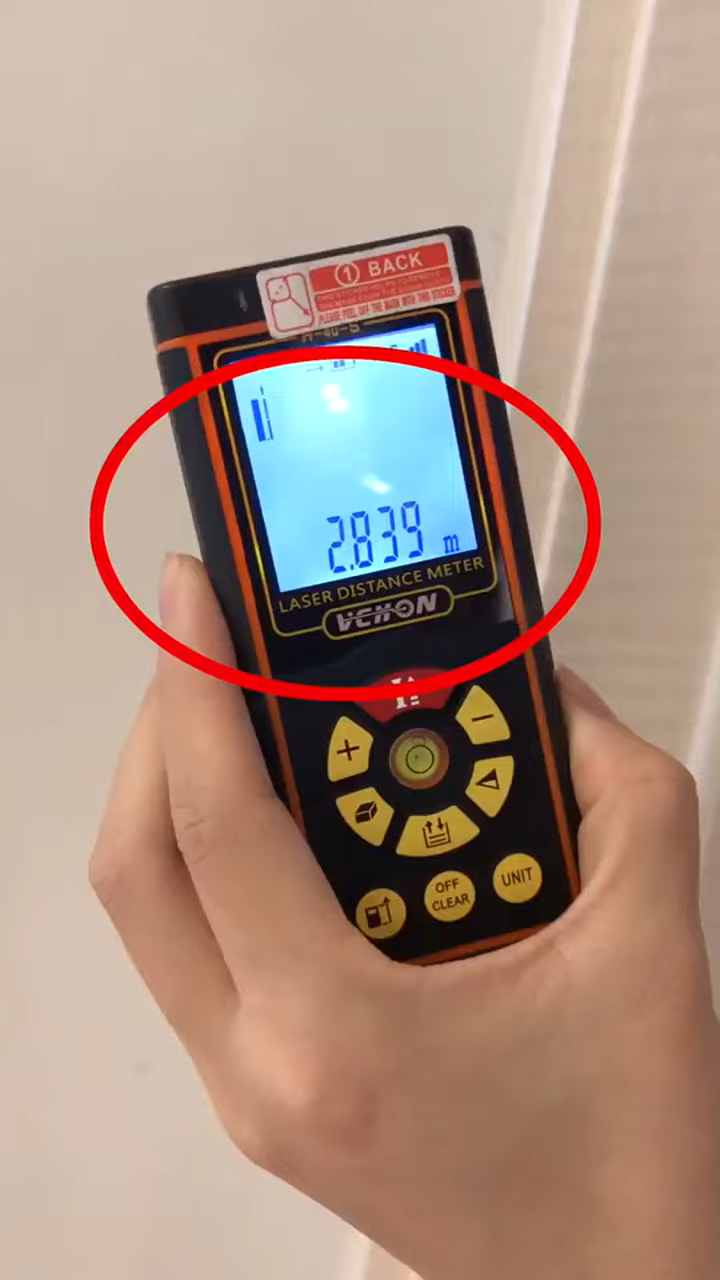 1 BACK
PLEASE PEEL OFF THE MASK WITH THIS STICKER
2.839 m
LASER DISTANCE METER
VCHON
+
−
OFF
CLEAR
UNIT